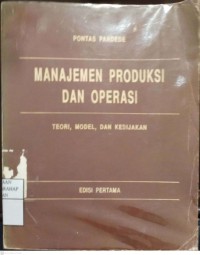 PONTAS PARDEDE
MANAJEMEN PRODUKSI
DAN OPERASI
TEORI, MODEL, DAN KEBIJAKAN
EDISI PERTAMA